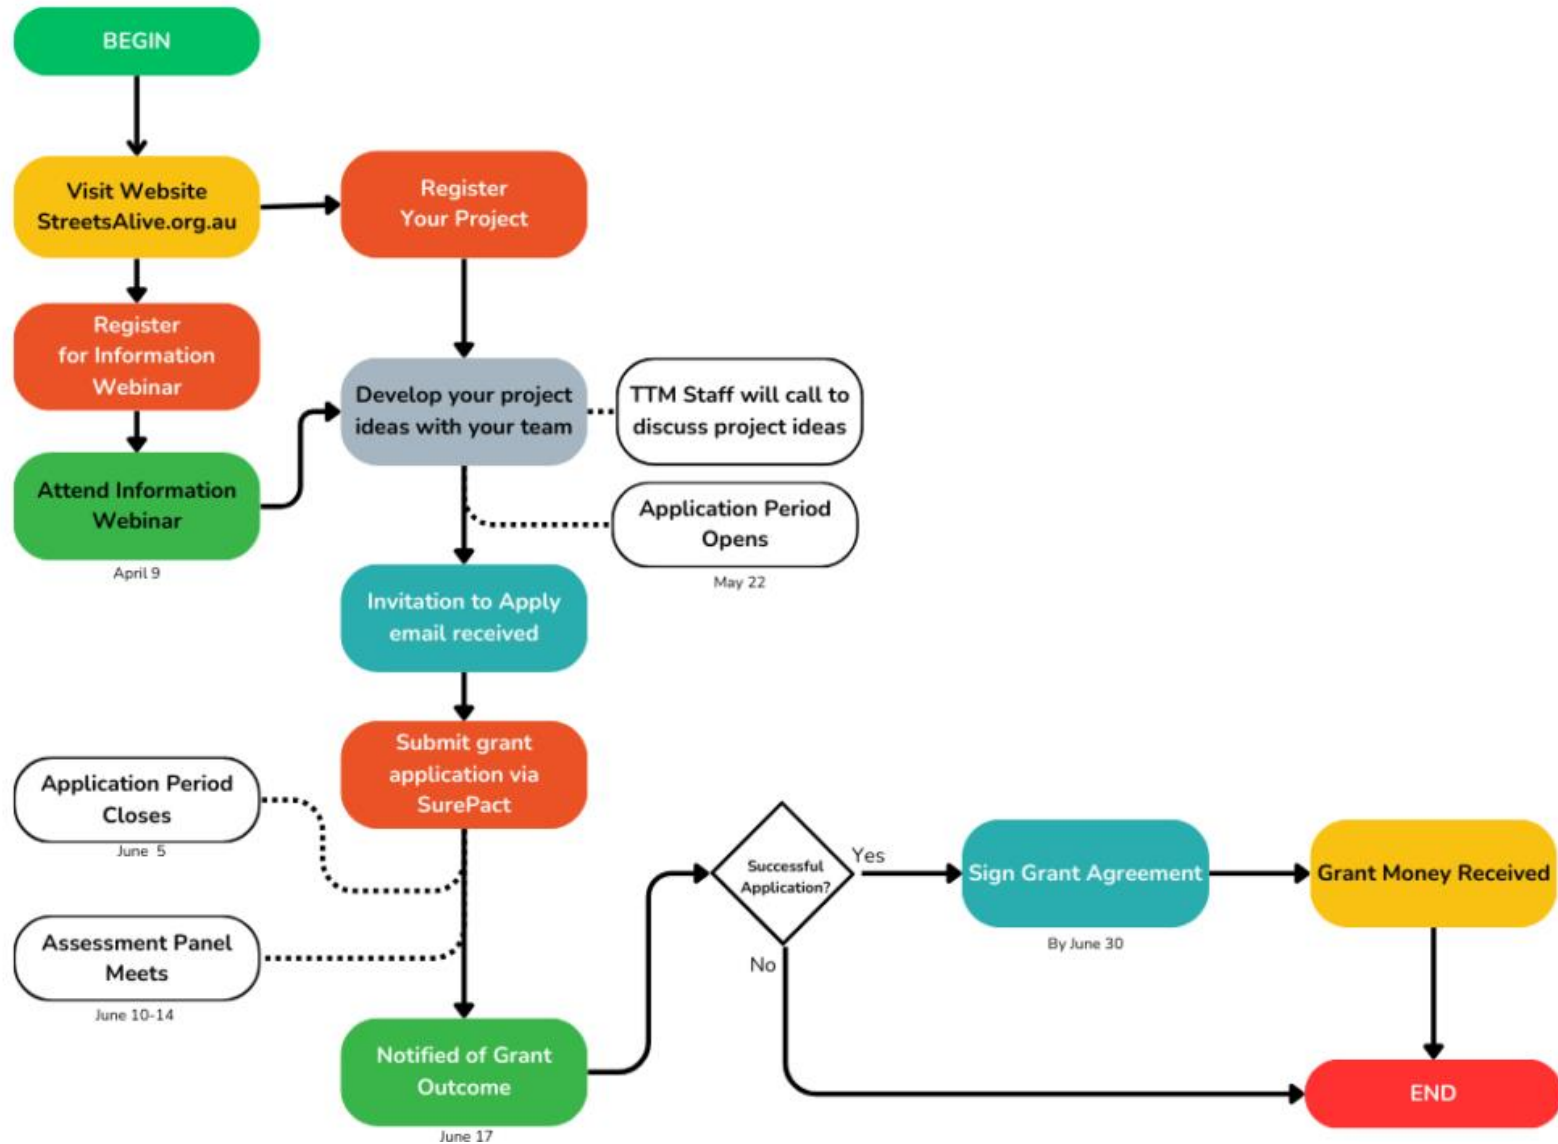 BEGIN
Visit Website
StreetsAlive.org.au
Register
Your Project
Register
for Information
Webinar
Develop your project
ideas with your team
TTM Staff will call to
discuss project ideas
Attend Information
Webinar
April 9
Application Period
Opens
May 22
Invitation to Apply
email received
Submit grant
application via
SurePact
Application Period
Closes
June 5
Assessment Panel
Meets
June 10-14
Notified of Grant
Outcome
June 17
Successful
Application?
Yes
No
Sign Grant Agreement
By June 30
Grant Money Received
END